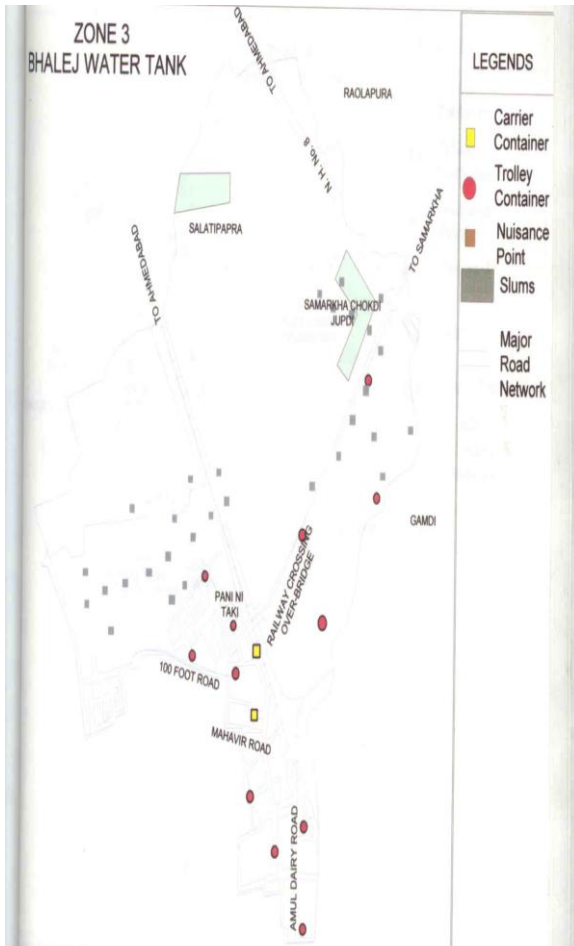 ZONE 3
BHALEJ WATER TANK
TO AHMEDABAD
RAOLAPURA
N. H. No. 8
SALATIPAPRA
TO AHMEDABAD
TO SAMARKHA
SAMARKHA CHOKDI
JUPDI
GAMDI
RAILWAY CROSSING
OVER-BRIDGE
PANI NI
TAKI
100 FOOT ROAD
MAHAVIR ROAD
AMUL DAIRY ROAD
LEGENDS
Carrier
Container
Trolley
Container
Nuisance
Point
Slums
Major
Road
Network